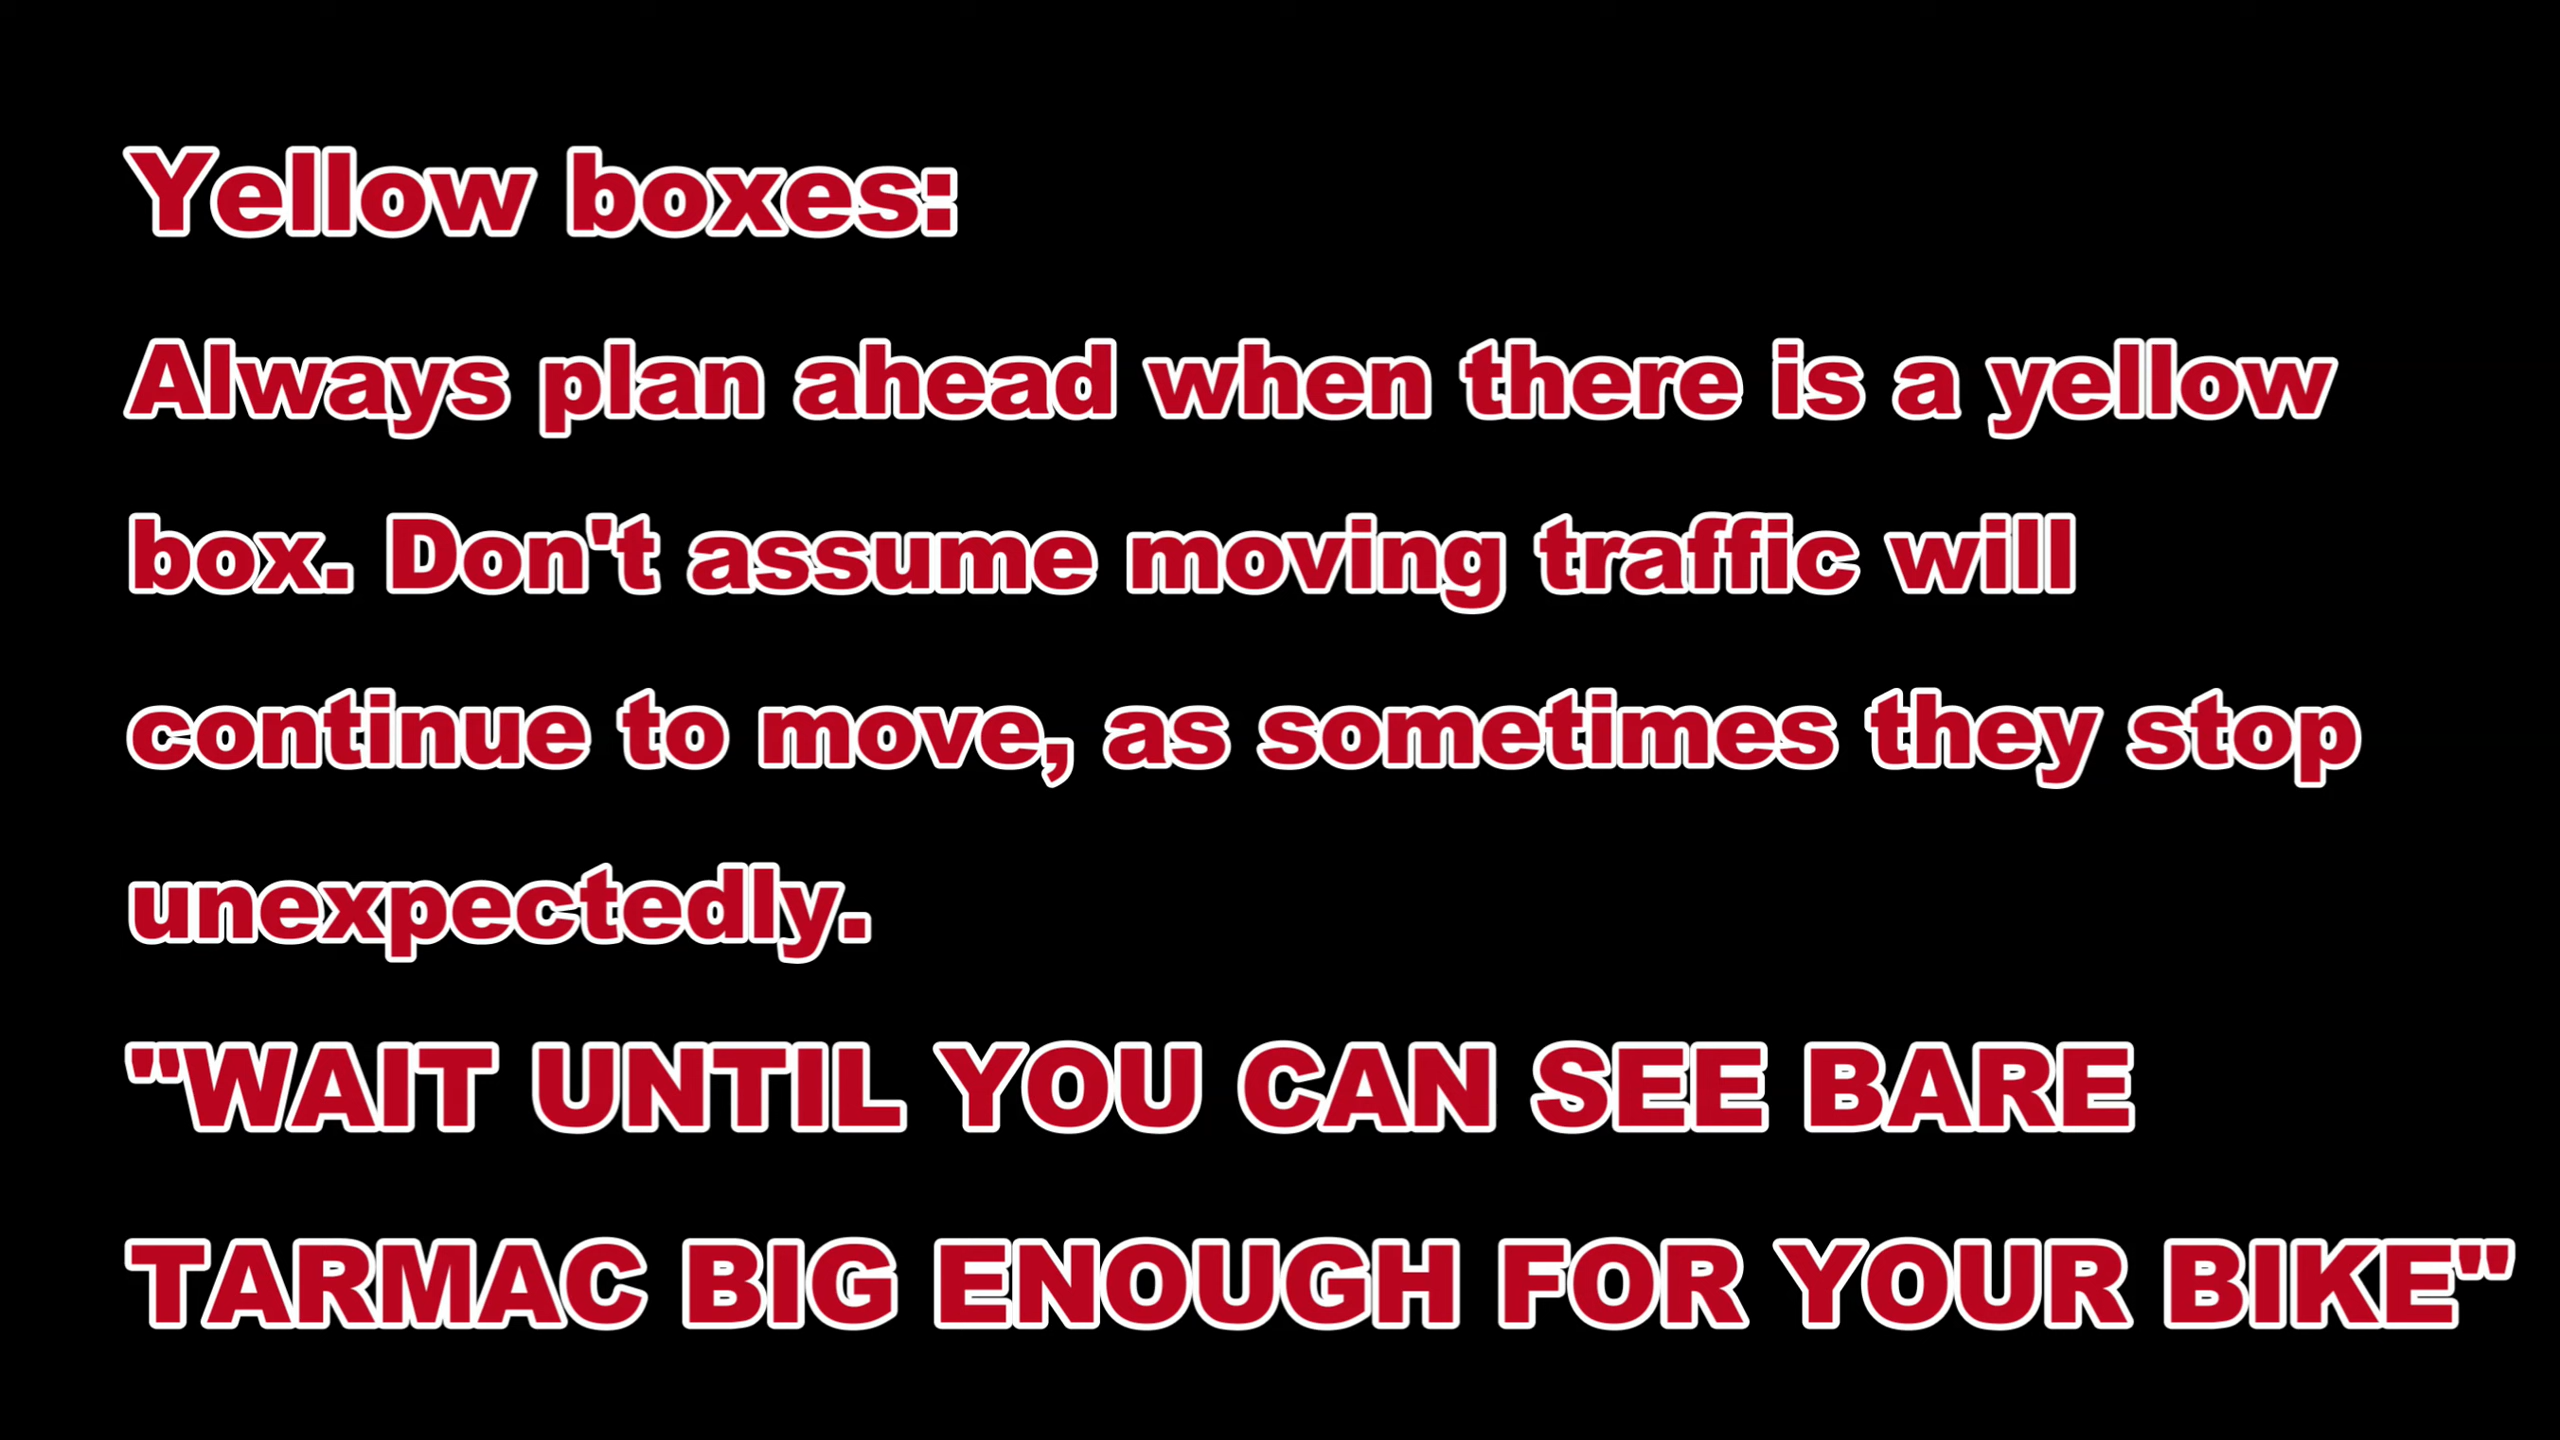 Yellow boxes:
Always plan ahead when there is a yellow
box. Don't assume moving traffic will
continue to move, as sometimes they stop
unexpectedly.
"WAIT UNTIL YOU CAN SEE BARE
TARMAC BIG ENOUGH FOR YOUR BIKE"